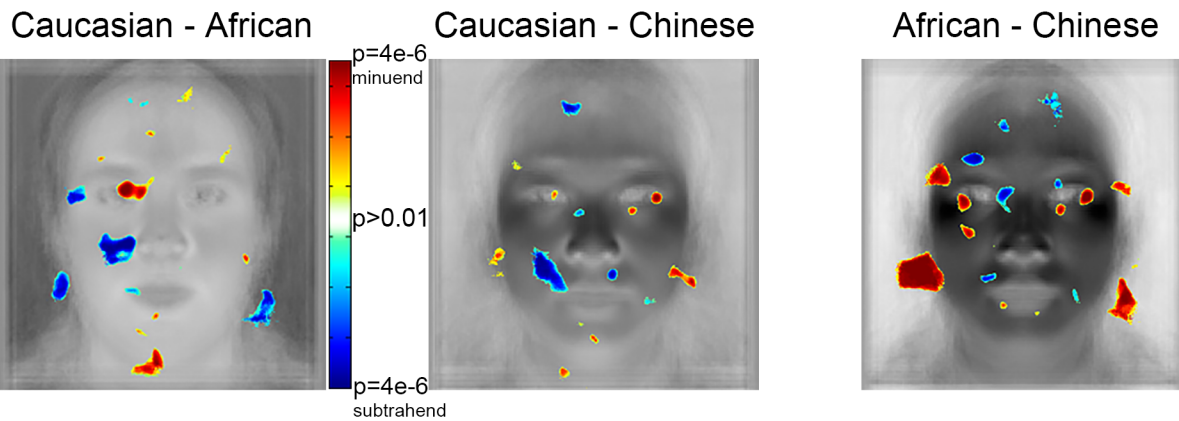 Caucasian - African
Caucasian - Chinese
African - Chinese
p=4e-6
minuend
p>0.01
p=4e-6
subtrahend